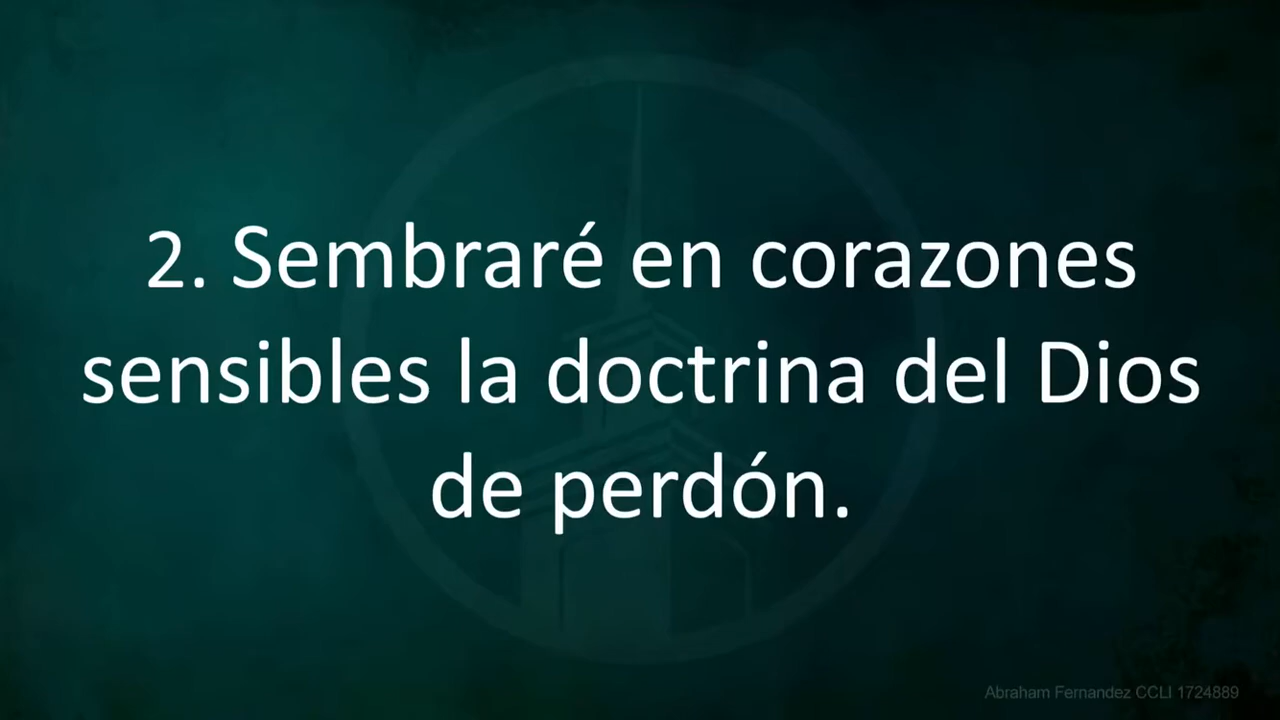 2. Sembraré en corazones
sensibles la doctrina del Dios
de perdón.
Abraham Fernandez CCLI 1724889